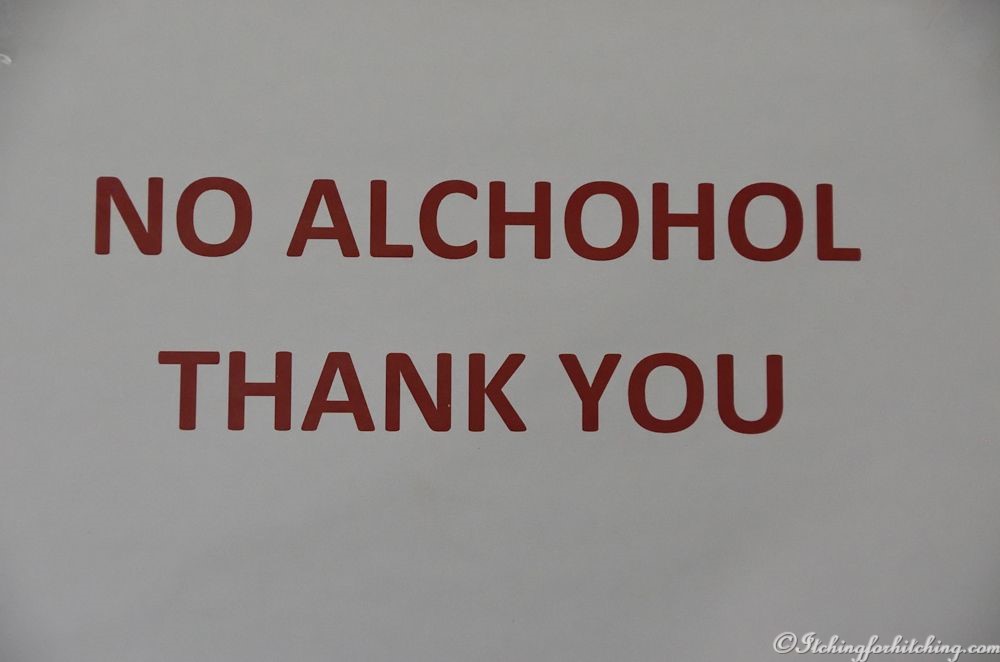 NO ALCHOHOL
THANK YOU
©Itchingforhitching.com